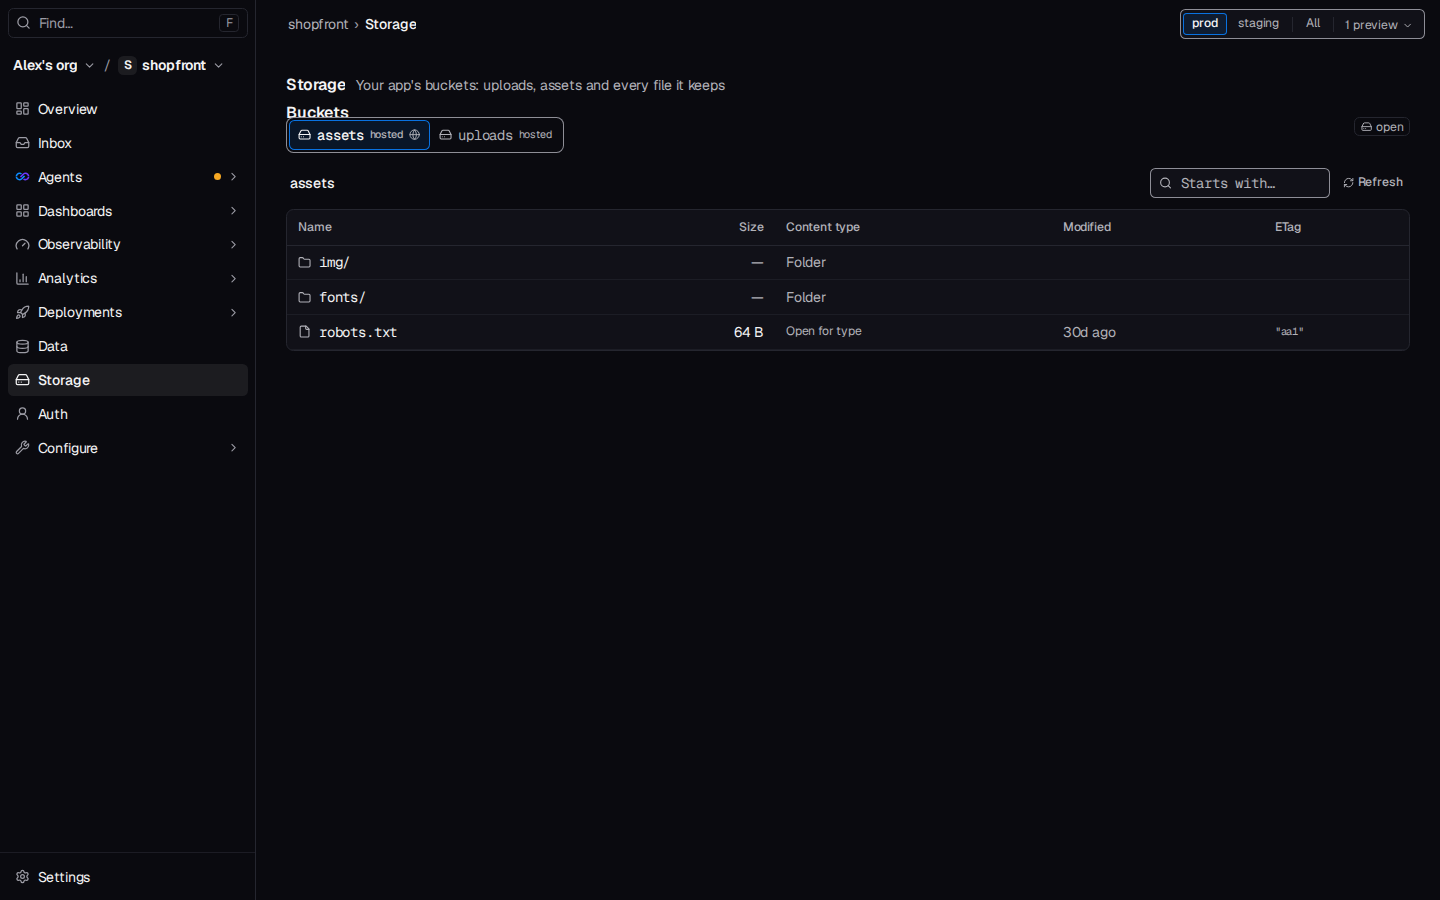 Find... F
Alex's org / S shopfront
Overview
Inbox
Agents
Dashboards
Observability
Analytics
Deployments
Data
Storage
Auth
Configure
Settings
shopfront › Storage
prod staging All 1 preview
Storage Your app's buckets: uploads, assets and every file it keeps
Buckets
assets hosted uploads hosted
open
assets
Starts with…
Refresh
Name Size Content type Modified ETag
img/ — Folder
fonts/ — Folder
robots.txt 64 B Open for type 30d ago "aa1"